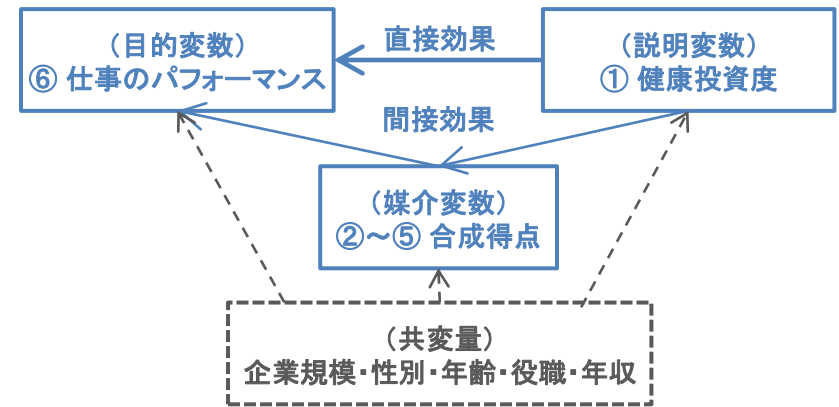 (目的変数)
⑥ 仕事のパフォーマンス
直接効果
(説明変数)
① 健康投資度
間接効果
(媒介変数)
②～⑤ 合成得点
(共変量)
企業規模・性別・年齢・役職・年収